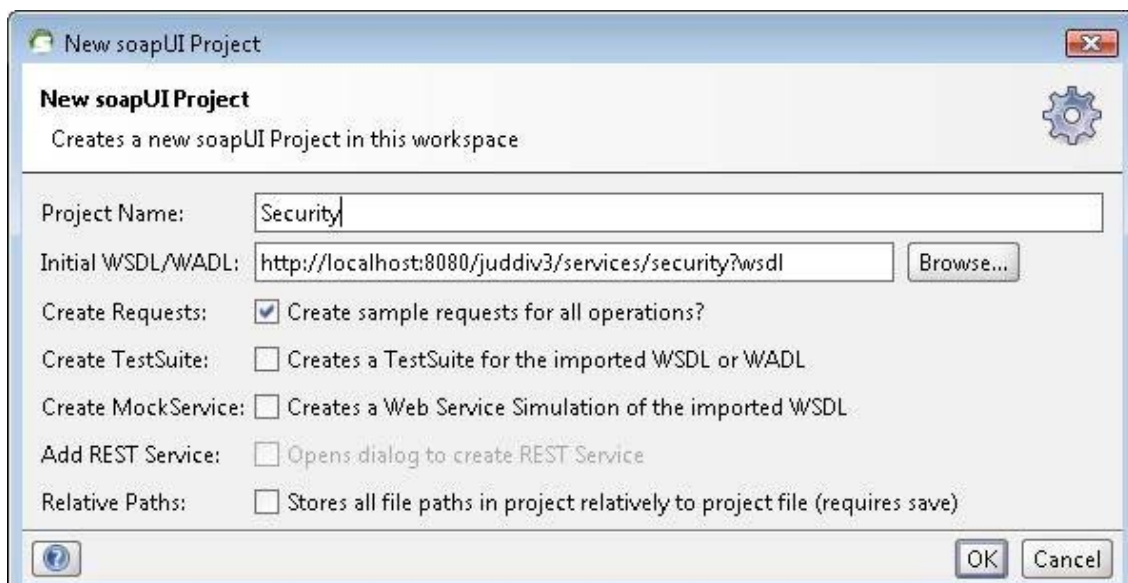 New soapUI Project
New soapUI Project
Creates a new soapUI Project in this workspace
Project Name: Security
Initial WSDL/WADL: http://localhost:8080/juddiv3/services/security?wsdl Browse...
Create Requests: Create sample requests for all operations?
Create TestSuite: Creates a TestSuite for the imported WSDL or WADL
Create MockService: Creates a Web Service Simulation of the imported WSDL
Add REST Service: Opens dialog to create REST Service
Relative Paths: Stores all file paths in project relatively to project file (requires save)
? OK Cancel